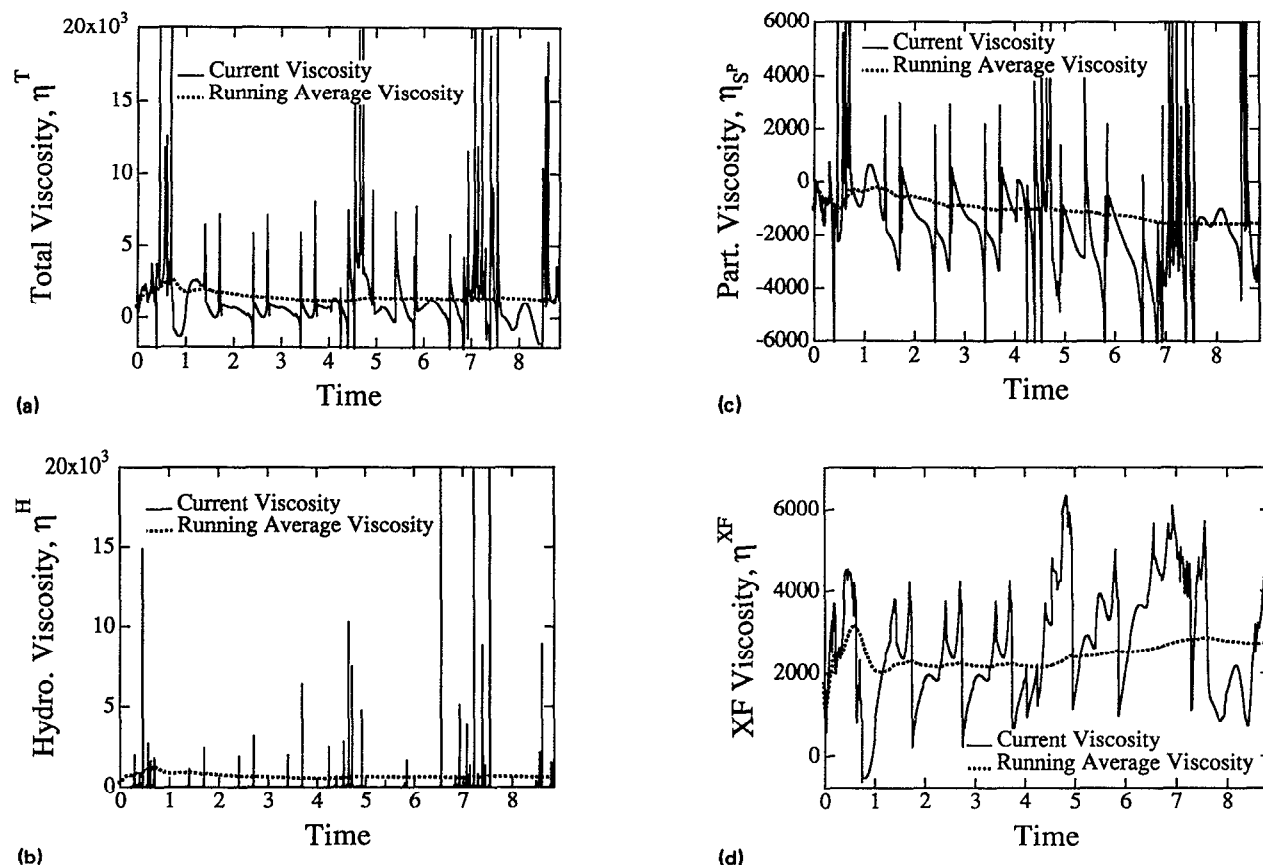 20x10³
15
10
5
0
Total Viscosity, η^T
Current Viscosity
Running Average Viscosity
0 1 2 3 4 5 6 7 8
Time
(a)
20x10³
15
10
5
0
Hydro. Viscosity, η^H
Current Viscosity
Running Average Viscosity
0 1 2 3 4 5 6 7 8
Time
(b)
6000
4000
2000
0
-2000
-4000
-6000
Part. Viscosity, η_S^P
Current Viscosity
Running Average Viscosity
0 1 2 3 4 5 6 7 8
Time
(c)
6000
4000
2000
0
XF Viscosity, η^XF
Current Viscosity
Running Average Viscosity
0 1 2 3 4 5 6 7 8
Time
(d)